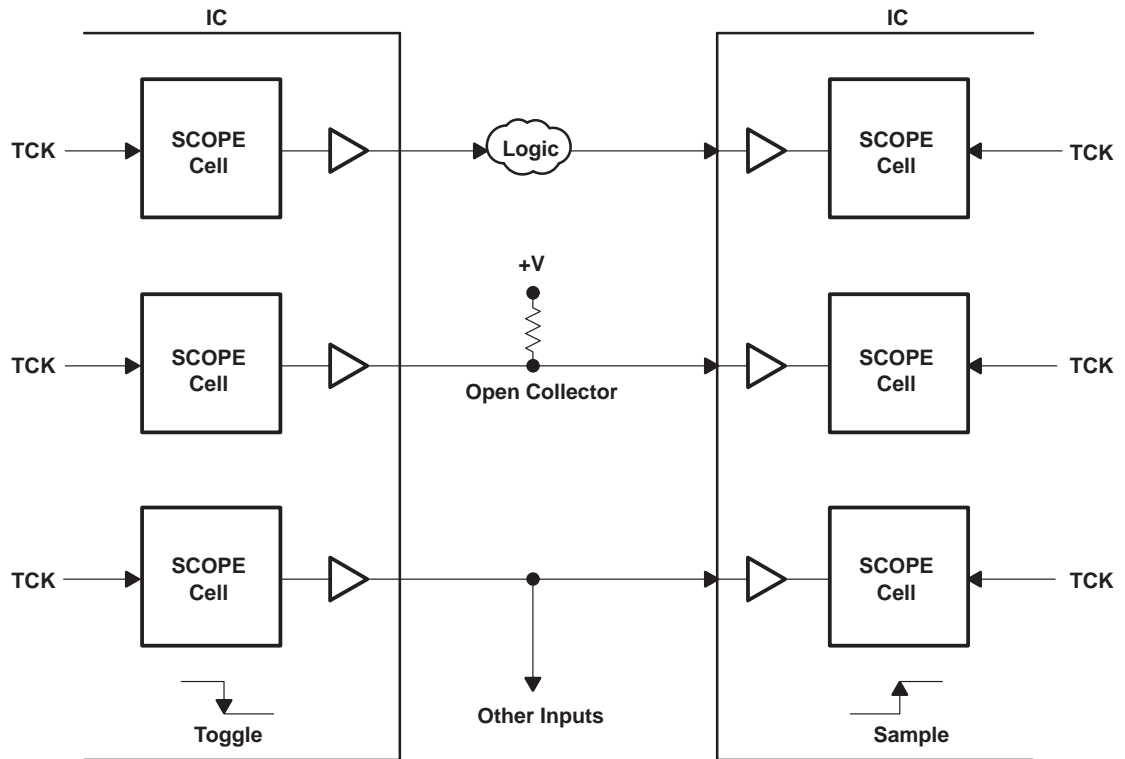 IC
IC
TCK
SCOPE
Cell
Logic
SCOPE
Cell
TCK
+V
TCK
SCOPE
Cell
Open Collector
SCOPE
Cell
TCK
TCK
SCOPE
Cell
SCOPE
Cell
TCK
Toggle
Other Inputs
Sample